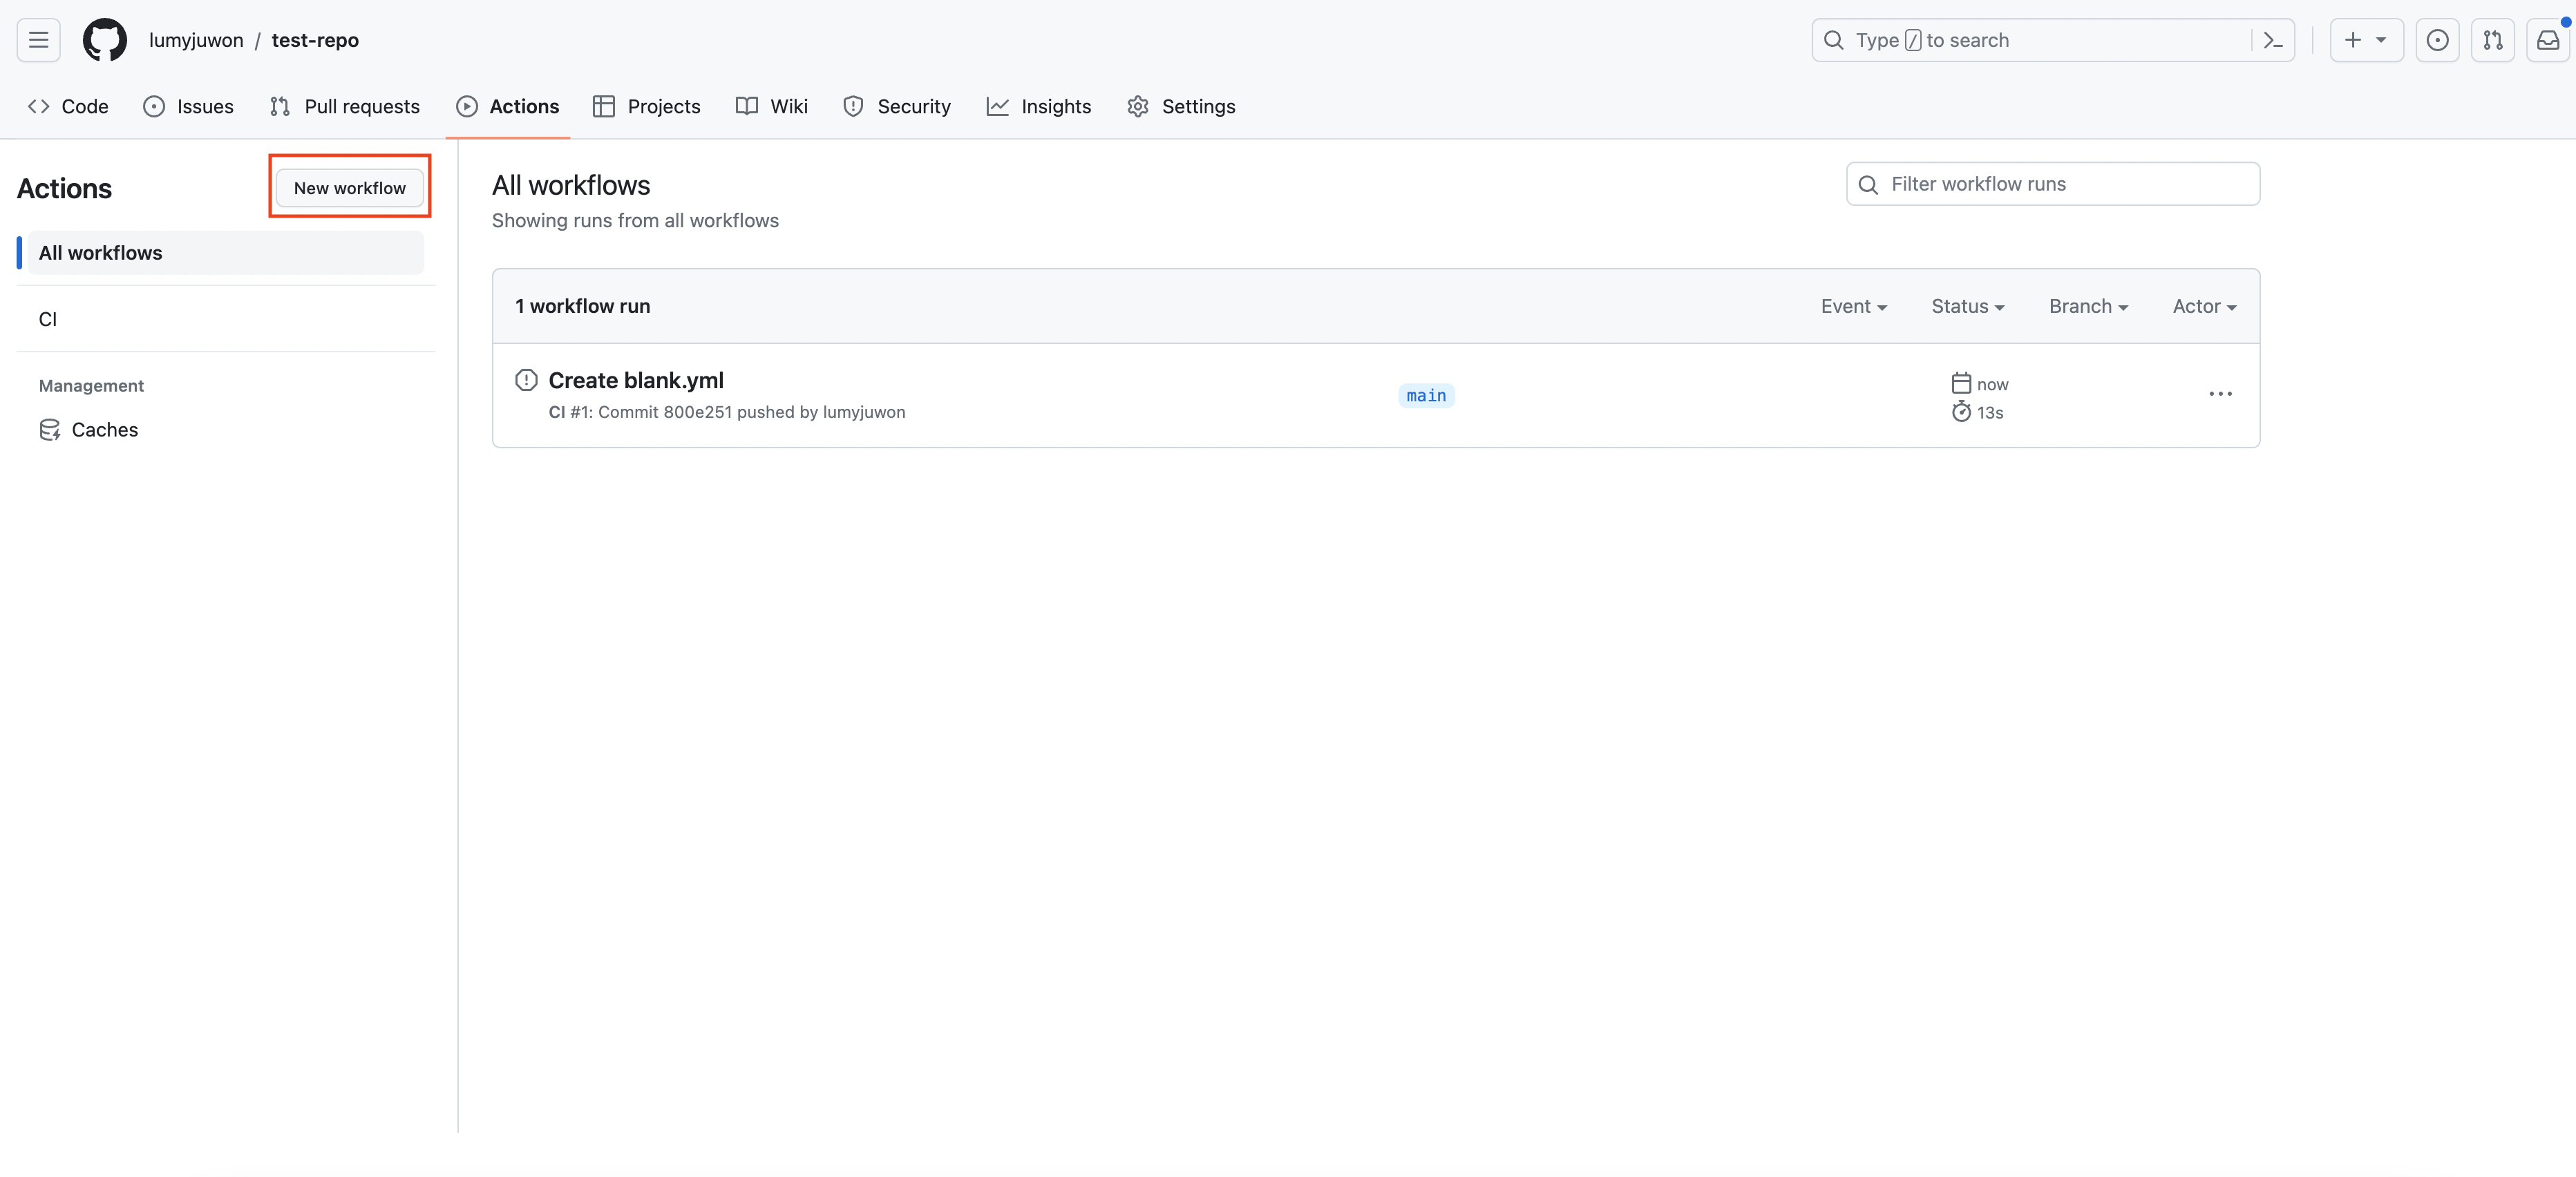 lumyjuwon / test-repo
Type / to search
Code Issues Pull requests Actions Projects Wiki Security Insights Settings
Actions
New workflow
All workflows
CI
Management
Caches
All workflows
Showing runs from all workflows
Filter workflow runs
1 workflow run
Event Status Branch Actor
Create blank.yml
CI #1: Commit 800e251 pushed by lumyjuwon
main
now
13s